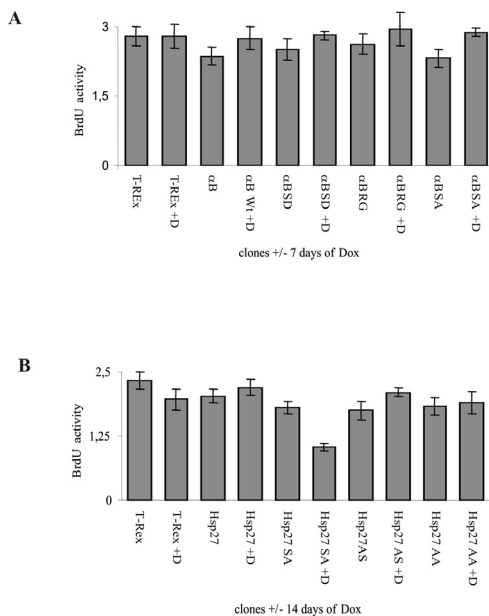 A
BrdU activity
3
1,5
0
T-REx
T-REx +D
αB
αB Wt +D
αBSD
αBSD +D
αBRG
αBRG +D
αBSA
αBSA +D
clones +/- 7 days of Dox
B
BrdU activity
2,5
1,25
0
T-Rex
T-Rex +D
Hsp27
Hsp27 +D
Hsp27 SA
Hsp27 SA +D
Hsp27AS
Hsp27 AS +D
Hsp27 AA
Hsp27 AA +D
clones +/- 14 days of Dox